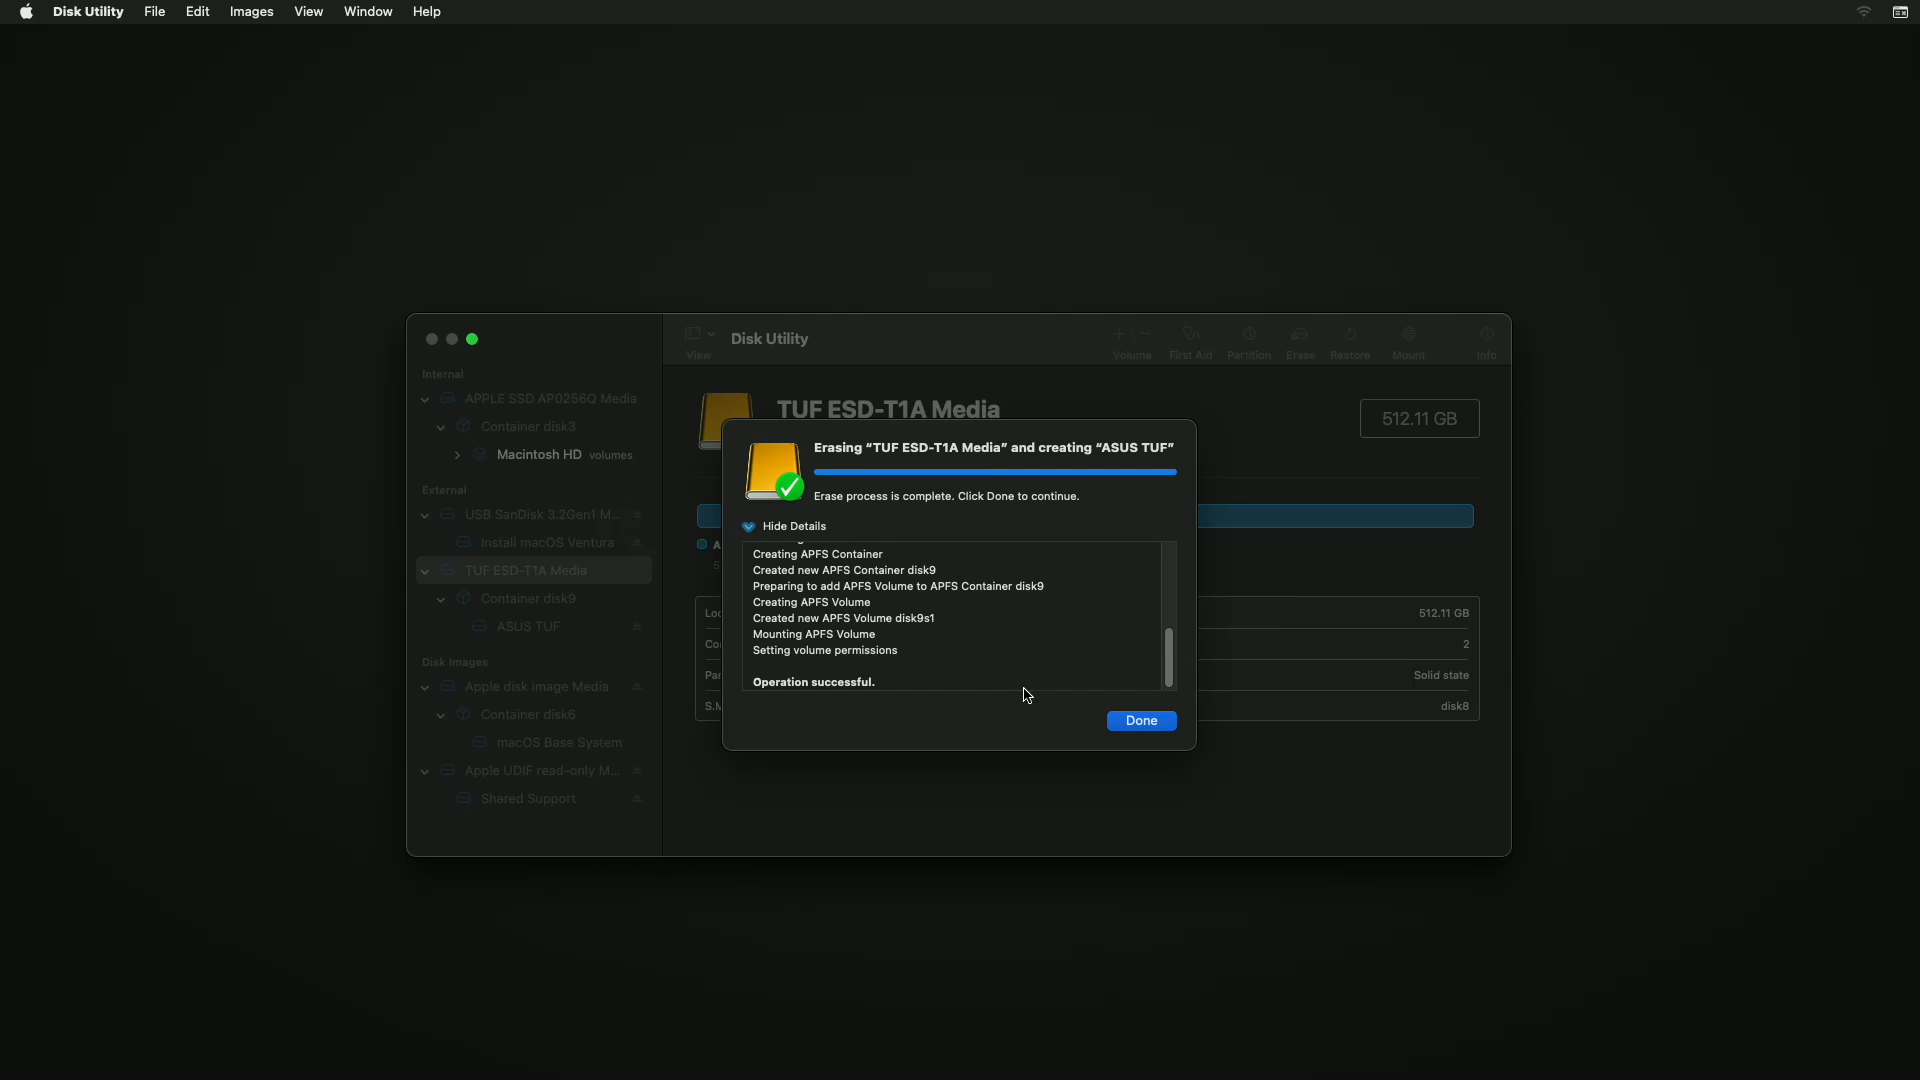 Disk Utility File Edit Images View Window Help
Disk Utility
View
Volume First Aid Partition Erase Restore Mount Info
Internal
APPLE SSD AP0256Q Media
Container disk3
Macintosh HD volumes
External
USB SanDisk 3.2Gen1 M...
Install macOS Ventura
TUF ESD-T1A Media
Container disk9
ASUS TUF
Disk Images
Apple disk image Media
Container disk6
macOS Base System
Apple UDIF read-only M...
Shared Support
TUF ESD-T1A Media
512.11 GB
Erasing “TUF ESD-T1A Media” and creating “ASUS TUF”
Erase process is complete. Click Done to continue.
Hide Details
Creating APFS Container
Created new APFS Container disk9
Preparing to add APFS Volume to APFS Container disk9
Creating APFS Volume
Created new APFS Volume disk9s1
Mounting APFS Volume
Setting volume permissions
Operation successful.
Done
512.11 GB
2
Solid state
disk8